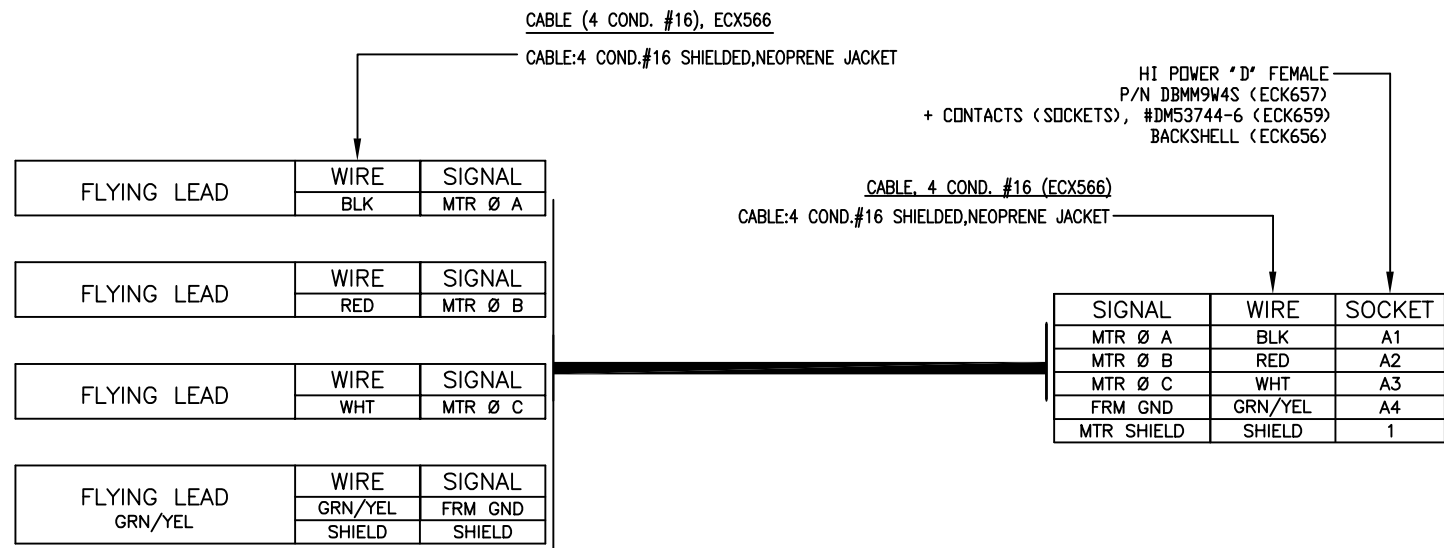 CABLE (4 COND. #16), ECX566
CABLE:4 COND.#16 SHIELDED,NEOPRENE JACKET
HI POWER "D" FEMALE
P/N DBMM9W4S (ECK657)
+ CONTACTS (SOCKETS), #DM53744-6 (ECK659)
BACKSHELL (ECK656)
CABLE, 4 COND. #16 (ECX566)
CABLE:4 COND.#16 SHIELDED,NEOPRENE JACKET
FLYING LEAD WIRE SIGNAL
BLK MTR Ø A
FLYING LEAD WIRE SIGNAL
RED MTR Ø B
FLYING LEAD WIRE SIGNAL
WHT MTR Ø C
FLYING LEAD WIRE SIGNAL
GRN/YEL GRN/YEL FRM GND
SHIELD SHIELD
SIGNAL WIRE SOCKET
MTR Ø A BLK A1
MTR Ø B RED A2
MTR Ø C WHT A3
FRM GND GRN/YEL A4
MTR SHIELD SHIELD 1